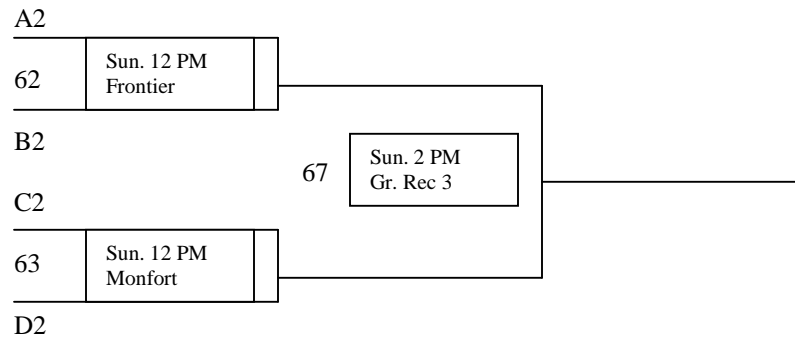 A2
62
Sun. 12 PM
Frontier
B2
67
Sun. 2 PM
Gr. Rec 3
C2
63
Sun. 12 PM
Monfort
D2